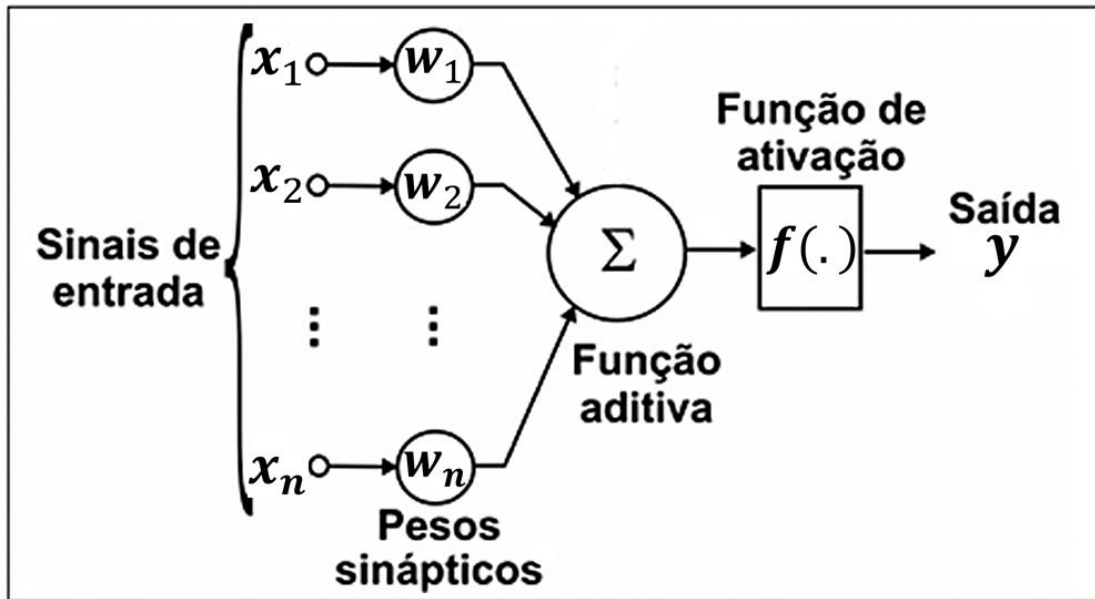 x₁ w₁
x₂ w₂
Sinais de
entrada
⋮ ⋮
xₙ wₙ
Pesos
sinápticos
Σ
Função
aditiva
Função de
ativação
f(.)
Saída
y